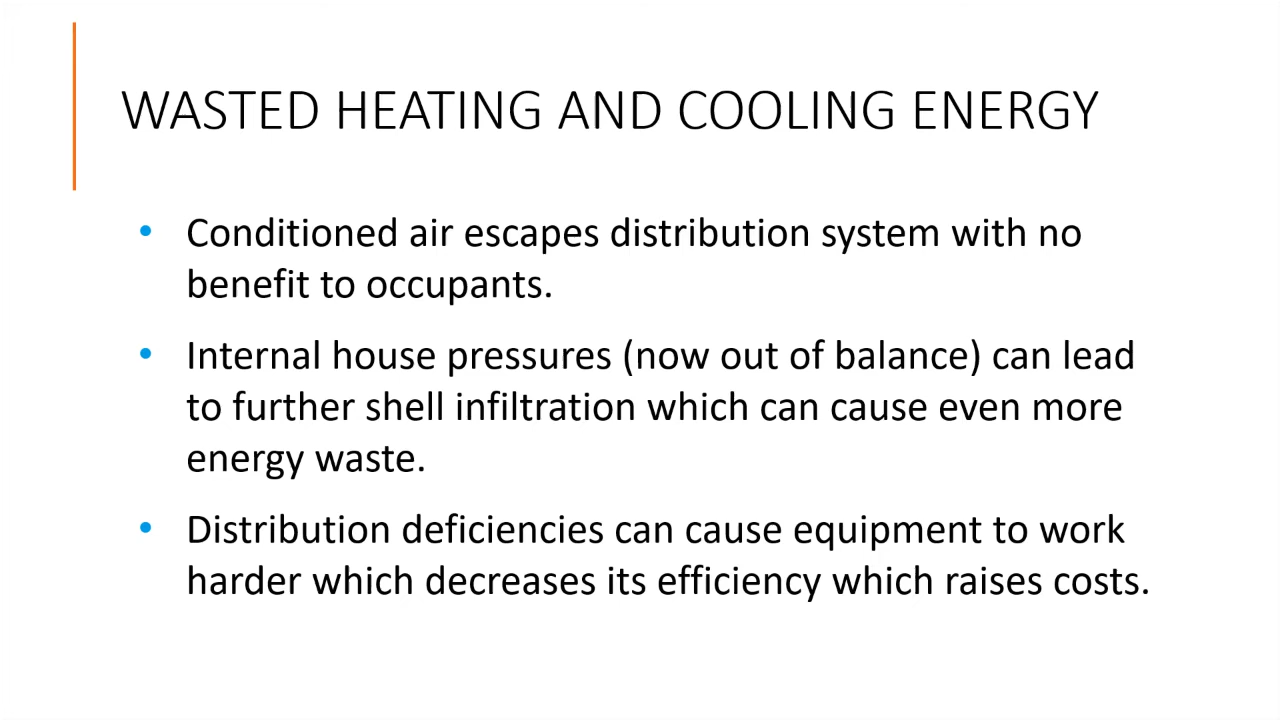 WASTED HEATING AND COOLING ENERGY
• Conditioned air escapes distribution system with no
benefit to occupants.
• Internal house pressures (now out of balance) can lead
to further shell infiltration which can cause even more
energy waste.
• Distribution deficiencies can cause equipment to work
harder which decreases its efficiency which raises costs.